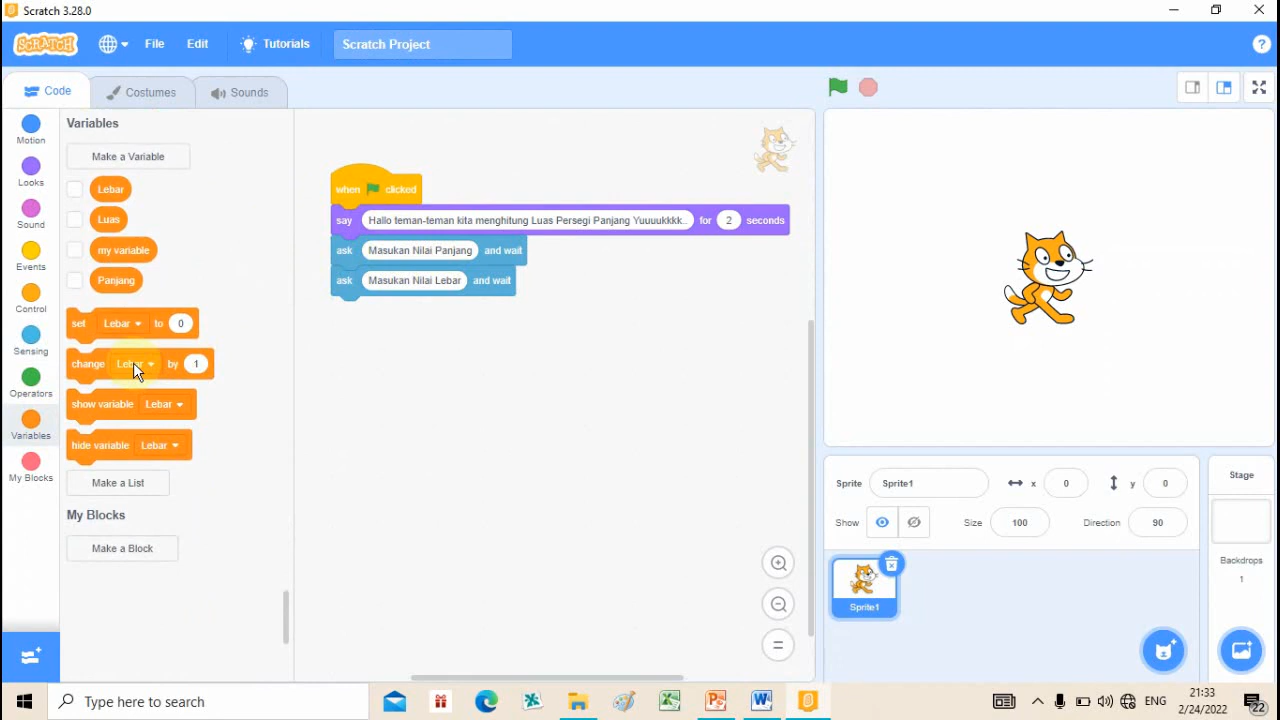 Scratch 3.28.0
SCRATCH File Edit Tutorials Scratch Project ?
Code Costumes Sounds
Motion
Looks
Sound
Events
Control
Sensing
Operators
Variables
My Blocks
Variables
Make a Variable
Lebar
Luas
my variable
Panjang
set Lebar to 0
change Lebar by 1
show variable Lebar
hide variable Lebar
Make a List
My Blocks
Make a Block
when clicked
say Hallo teman-teman kita menghitung Luas Persegi Panjang Yuuuukkkk.. for 2 seconds
ask Masukan Nilai Panjang and wait
ask Masukan Nilai Lebar and wait
Sprite Sprite1 x 0 y 0
Show Size 100 Direction 90
Sprite1
Stage
Backdrops
1
Type here to search
ENG
21:33
2/24/2022
22